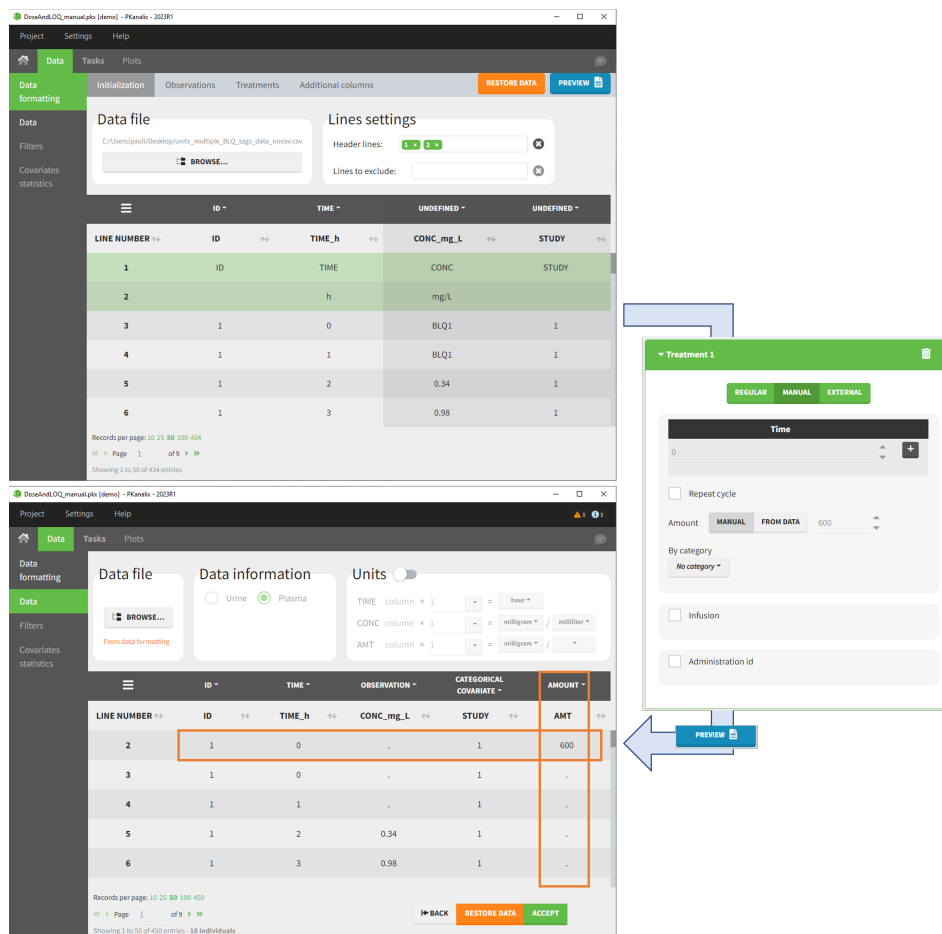 DoseAndLOQ_manual.pkx [demo] - PKanalix - 2023R1
Project Settings Help
Data Tasks Plots
Data formatting
Data
Filters
Covariates statistics
Initialization Observations Treatments Additional columns RESTORE DATA PREVIEW
Data file
C:/Users/pauli/Desktop/units_multiple_BLQ_tags_data_nocov.csv
BROWSE...
Lines settings
Header lines: 1 × 2 ×
Lines to exclude:
ID TIME UNDEFINED UNDEFINED
LINE NUMBER ID TIME_h CONC_mg_L STUDY
1 ID TIME CONC STUDY
2 h mg/L
3 1 0 BLQ1 1
4 1 1 BLQ1 1
5 1 2 0.34 1
6 1 3 0.98 1
Records per page: 10 25 50 100 434
<< < Page 1 of 9 > >>
Showing 1 to 50 of 434 entries
Treatment 1
REGULAR MANUAL EXTERNAL
Time
0 +
Repeat cycle
Amount MANUAL FROM DATA 600
By category
No category
Infusion
Administration id
PREVIEW
DoseAndLOQ_manual.pkx [demo] - PKanalix - 2023R1
Project Settings Help 1 1
Data Tasks Plots
Data formatting
Data
Filters
Covariates statistics
Data file
BROWSE...
From data formatting
Data information
Urine Plasma
Units
TIME column × 1 = hour
CONC column × 1 = milligram / milliliter
AMT column × 1 = milligram /
ID TIME OBSERVATION CATEGORICAL COVARIATE AMOUNT
LINE NUMBER ID TIME_h CONC_mg_L STUDY AMT
2 1 0 . 1 600
3 1 0 . 1 .
4 1 1 . 1 .
5 1 2 0.34 1 .
6 1 3 0.98 1 .
Records per page: 10 25 50 100 450
<< < Page 1 of 9 > >>
Showing 1 to 50 of 450 entries - 18 individuals
BACK RESTORE DATA ACCEPT